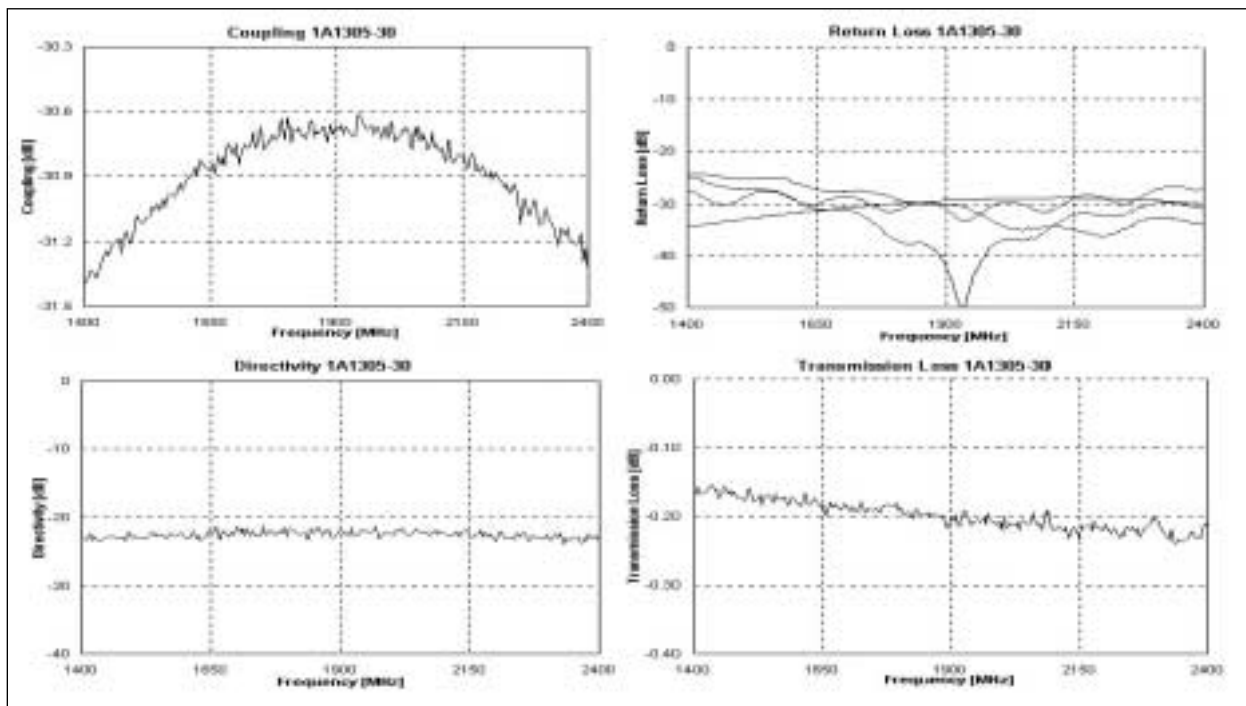 Coupling 1A1305-30
-30.3
-30.6
-30.9
-31.2
-31.5
Coupling [dB]
1400 1650 1900 2150 2400
Frequency [MHz]
Return Loss 1A1305-30
0
-10
-20
-30
-40
-50
Return Loss [dB]
1400 1650 1900 2150 2400
Frequency [MHz]
Directivity 1A1305-30
0
-10
-20
-30
-40
Directivity [dB]
1400 1650 1900 2150 2400
Frequency [MHz]
Transmission Loss 1A1305-30
0.00
-0.10
-0.20
-0.30
-0.40
Transmission Loss [dB]
1400 1650 1900 2150 2400
Frequency [MHz]